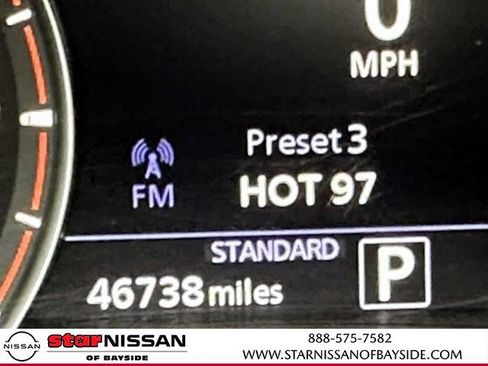 0
MPH
Preset 3
FM
HOT 97
STANDARD
P
46738 miles
NISSAN
star NISSAN
OF BAYSIDE
888-575-7582
WWW.STARNISSANOFBAYSIDE.COM